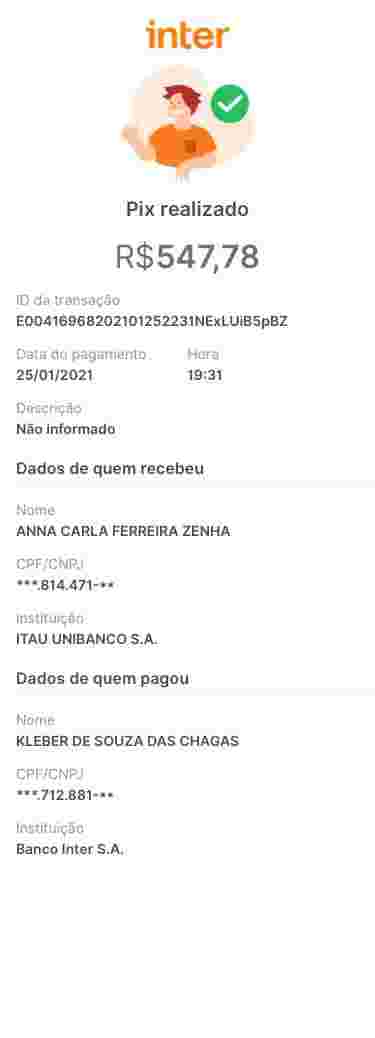 inter
Pix realizado
R$547,78
ID da transação
E00416968202101252231NExLUiB5pBZ
Data do pagamento Hora
25/01/2021 19:31
Descrição
Não informado
Dados de quem recebeu
Nome
ANNA CARLA FERREIRA ZENHA
CPF/CNPJ
***.814.471-**
Instituição
ITAU UNIBANCO S.A.
Dados de quem pagou
Nome
KLEBER DE SOUZA DAS CHAGAS
CPF/CNPJ
***.712.881-**
Instituição
Banco Inter S.A.